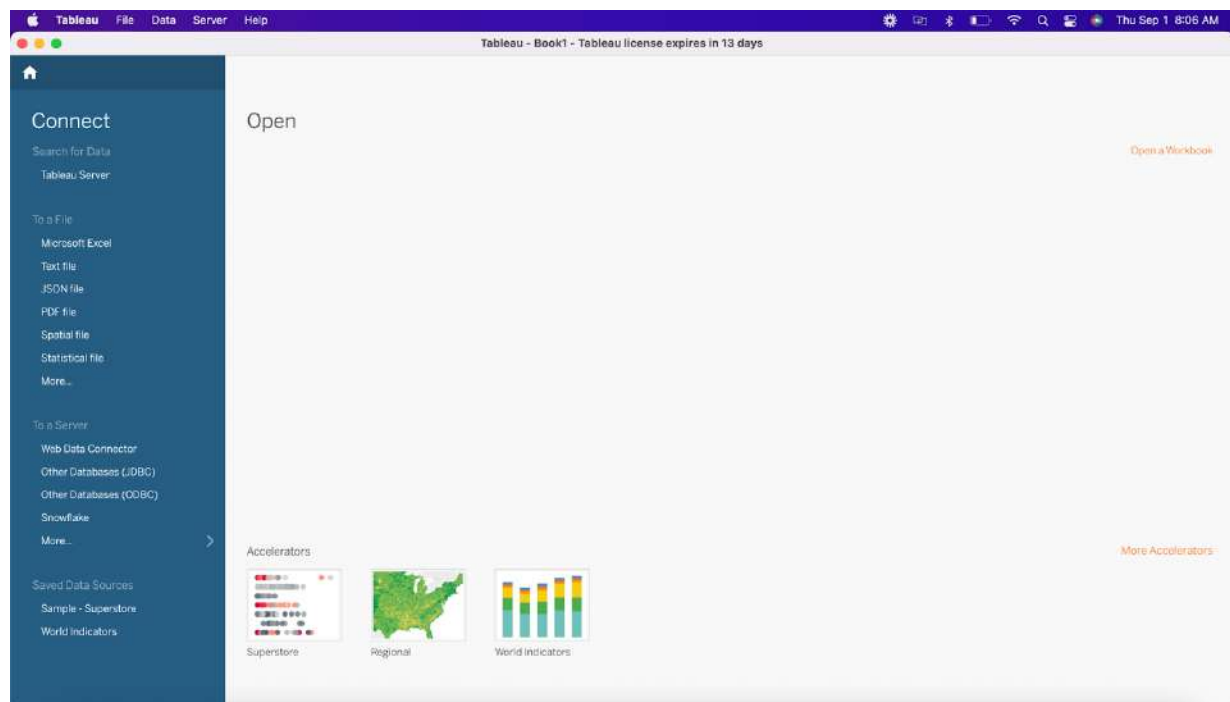 Tableau File Data Server Help Thu Sep 1 8:06 AM
Tableau - Book1 - Tableau license expires in 13 days
Connect
Search for Data
Tableau Server
To a File
Microsoft Excel
Text file
JSON file
PDF file
Spatial file
Statistical file
More...
To a Server
Web Data Connector
Other Databases (JDBC)
Other Databases (ODBC)
Snowflake
More...
Saved Data Sources
Sample - Superstore
World Indicators
Open
Open a Workbook
Accelerators
More Accelerators
Superstore
Regional
World Indicators